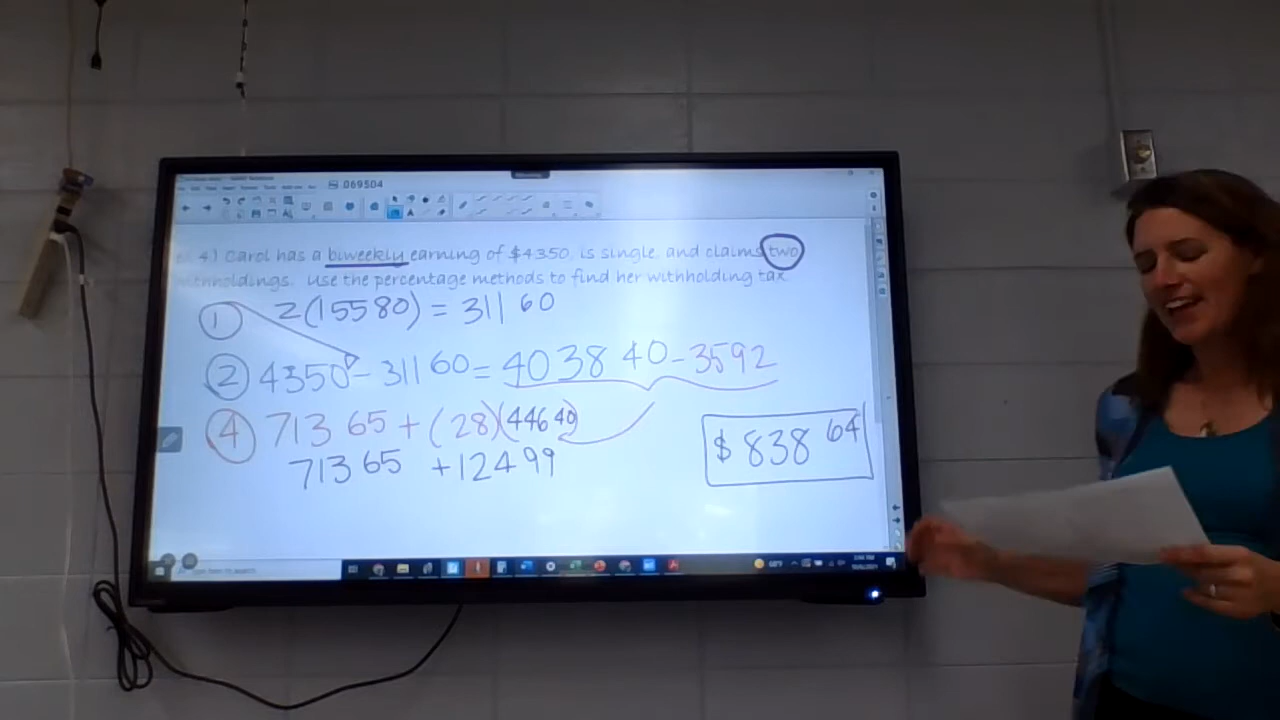 069504
4) Carol has a biweekly earning of $4350 is single and claims two
withholdings. Use the percentage methods to find her withholding tax
1 2(15580) = 311 60
2 4350 - 311 60 = 4038 40 - 3592
4 713 65 + (28)(446 40)
713 65 + 124 99
$ 838 64